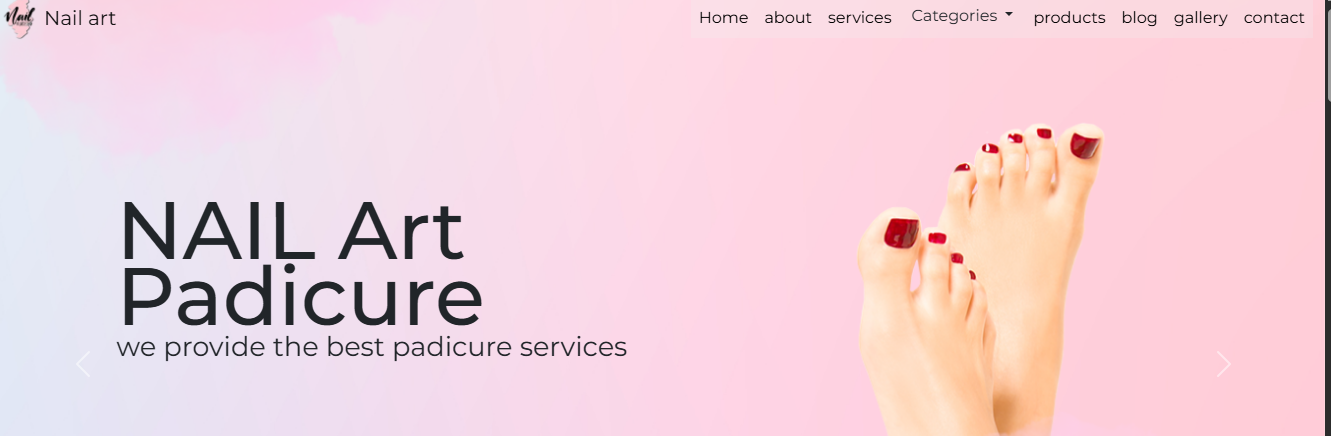 Nail
Nail art
Home about services Categories products blog gallery contact
NAIL Art
Padicure
we provide the best padicure services